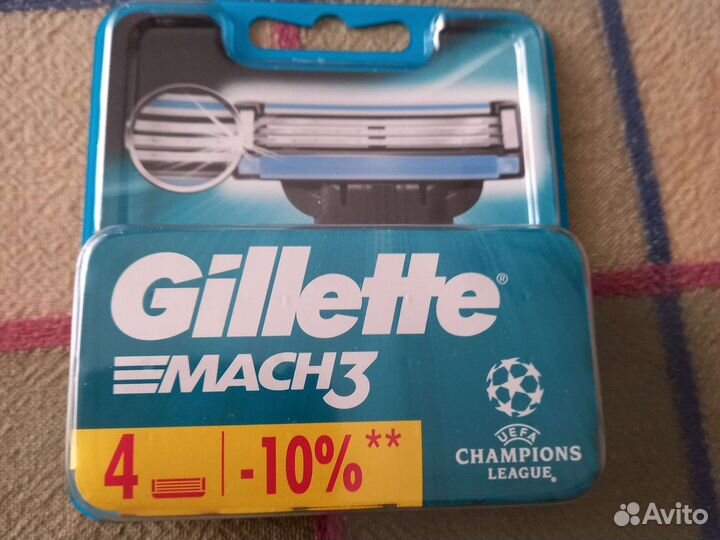 Gillette®
MACH3
4 | -10%**
UEFA
CHAMPIONS
LEAGUE®
Avito